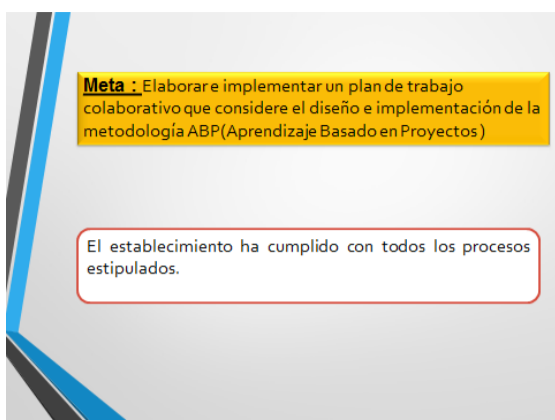 Meta : Elaborar e implementar un plan de trabajo
colaborativo que considere el diseño e implementación de la
metodología ABP(Aprendizaje Basado en Proyectos )
El establecimiento ha cumplido con todos los procesos
estipulados.